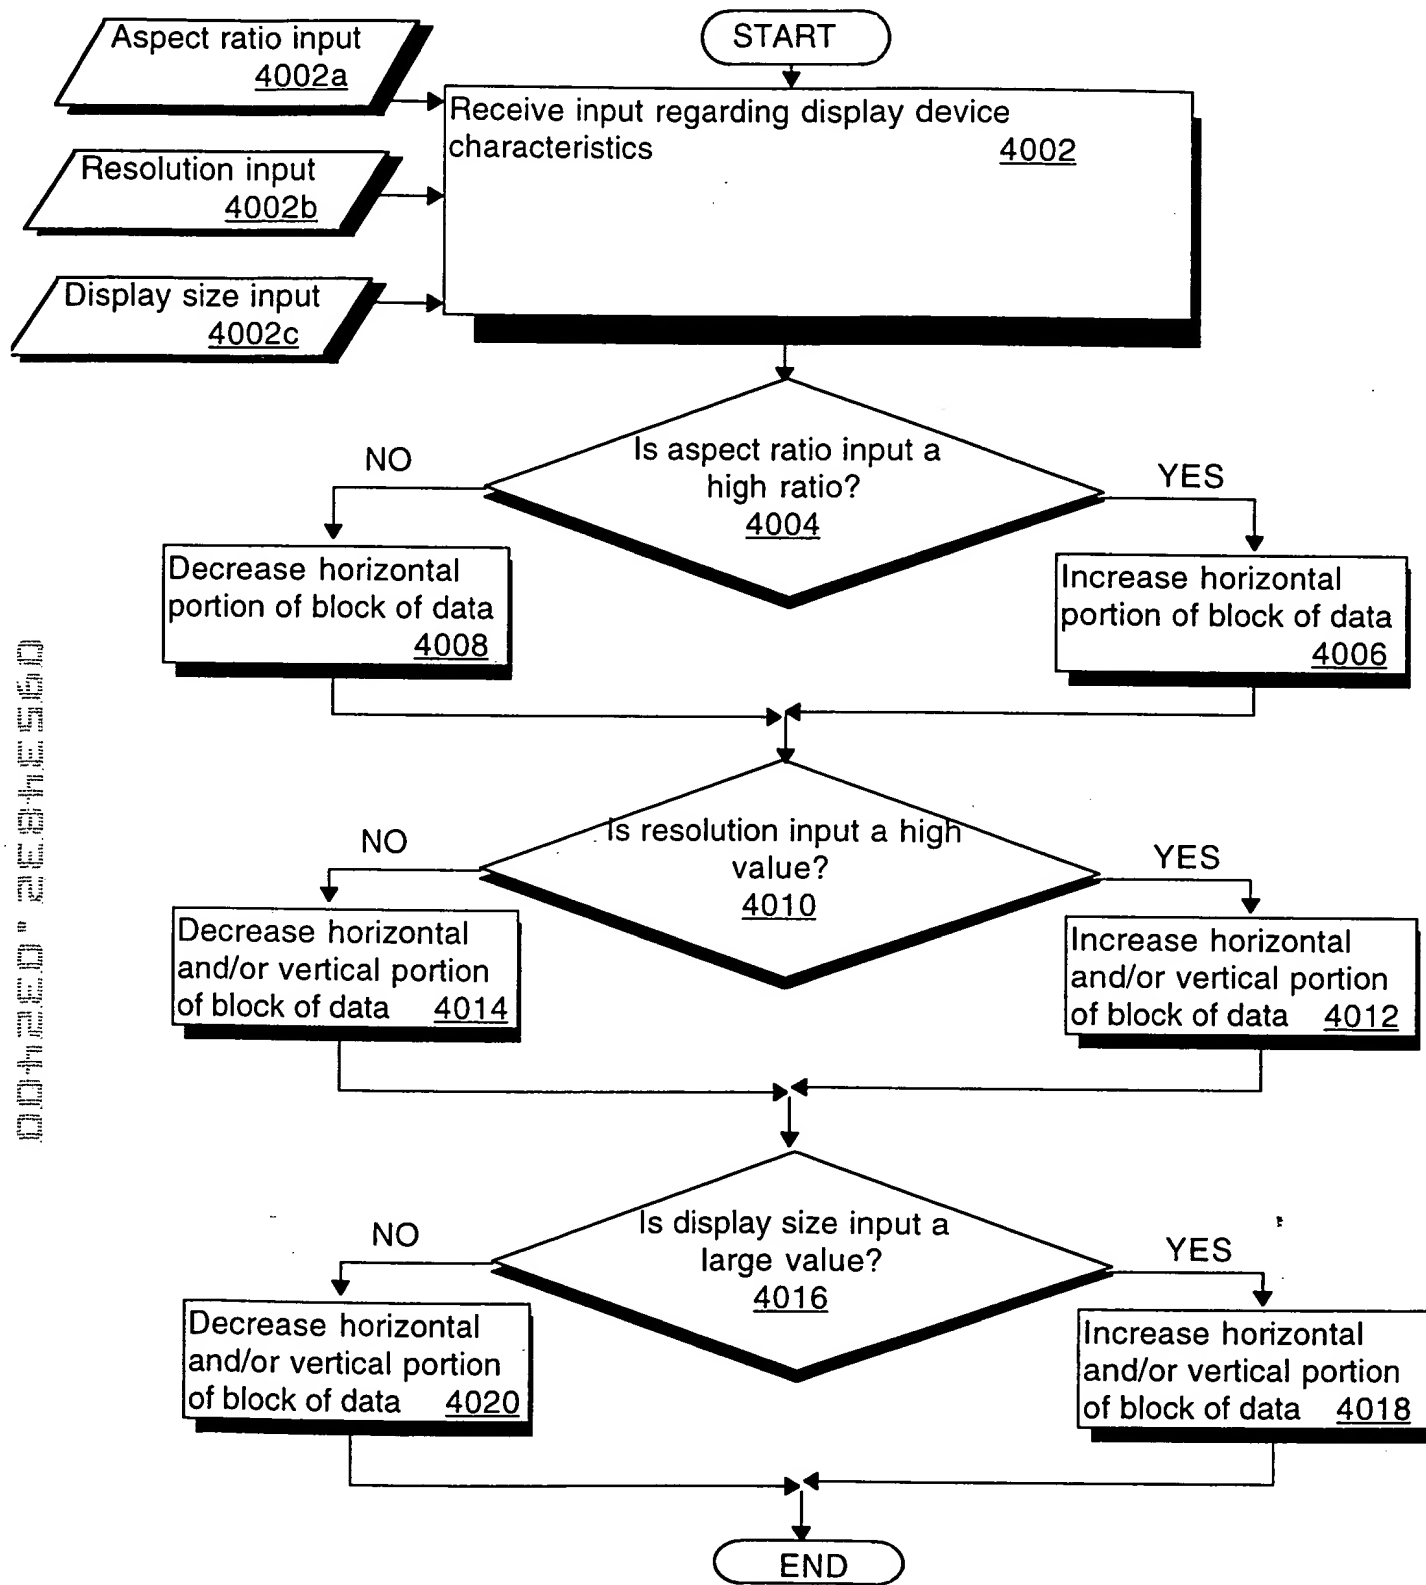 Aspect ratio input
4002a
START
Receive input regarding display device
characteristics 4002
Resolution input
4002b
Display size input
4002c
Is aspect ratio input a
high ratio?
4004
NO
YES
Decrease horizontal
portion of block of data
4008
Increase horizontal
portion of block of data
4006
Is resolution input a high
value?
4010
NO
YES
Decrease horizontal
and/or vertical portion
of block of data 4014
Increase horizontal
and/or vertical portion
of block of data 4012
Is display size input a
large value?
4016
NO
YES
Decrease horizontal
and/or vertical portion
of block of data 4020
Increase horizontal
and/or vertical portion
of block of data 4018
END